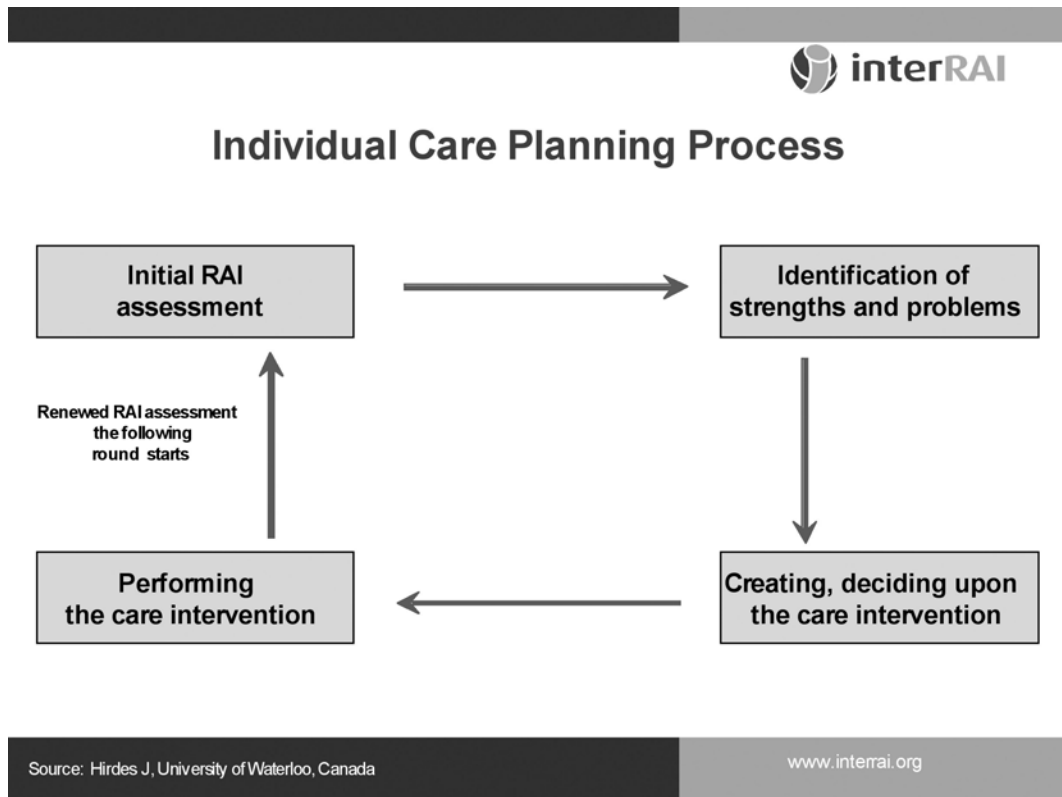 interRAI
Individual Care Planning Process
Initial RAI
assessment
Identification of
strengths and problems
Renewed RAI assessment
the following
round starts
Performing
the care intervention
Creating, deciding upon
the care intervention
Source: Hirdes J, University of Waterloo, Canada
www.interrai.org